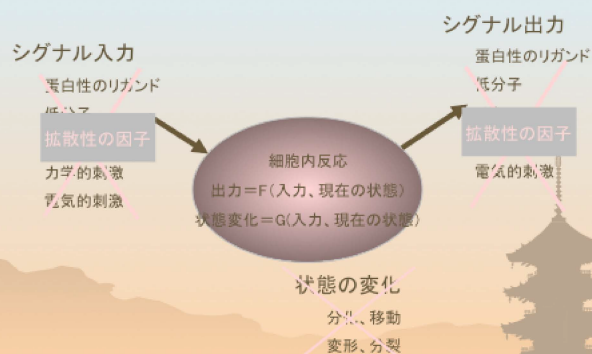 シグナル入力
蛋白性のリガンド
低分子
拡散性の因子
力学的刺激
電気的刺激
細胞内反応
出力＝F(入力、現在の状態)
状態変化＝G(入力、現在の状態)
シグナル出力
蛋白性のリガンド
低分子
拡散性の因子
電気的刺激
状態の変化
分化、移動
変形、分裂